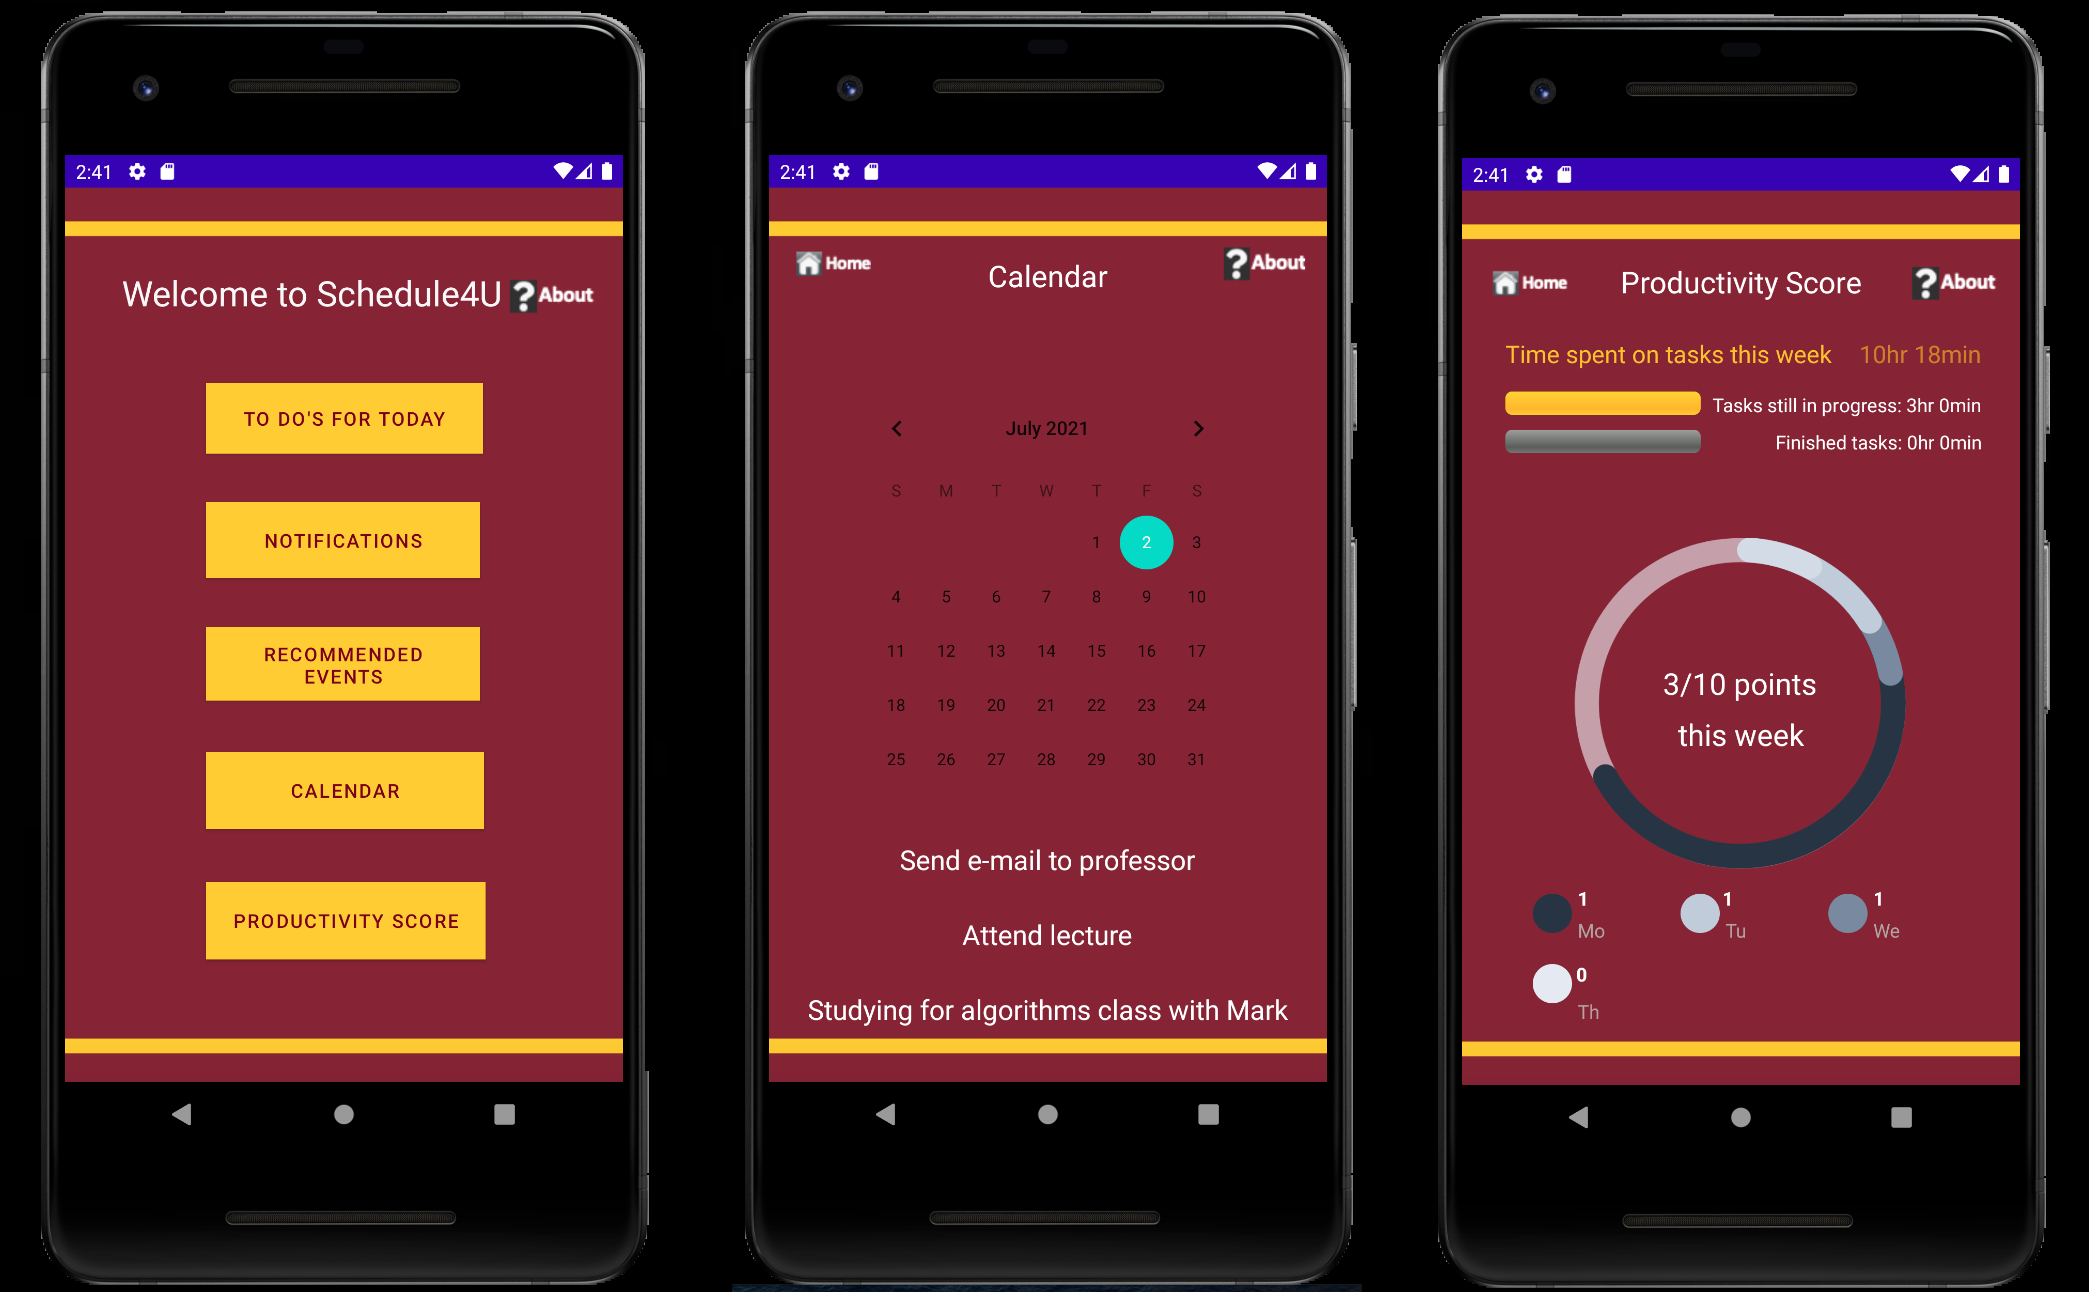 2:41
Welcome to Schedule4U
?About
TO DO'S FOR TODAY
NOTIFICATIONS
RECOMMENDED
EVENTS
CALENDAR
PRODUCTIVITY SCORE
2:41
Home
Calendar
?About
July 2021
S M T W T F S
1 2 3
4 5 6 7 8 9 10
11 12 13 14 15 16 17
18 19 20 21 22 23 24
25 26 27 28 29 30 31
Send e-mail to professor
Attend lecture
Studying for algorithms class with Mark
2:41
Home
Productivity Score
?About
Time spent on tasks this week 10hr 18min
Tasks still in progress: 3hr 0min
Finished tasks: 0hr 0min
3/10 points
this week
1
Mo
1
Tu
1
We
0
Th